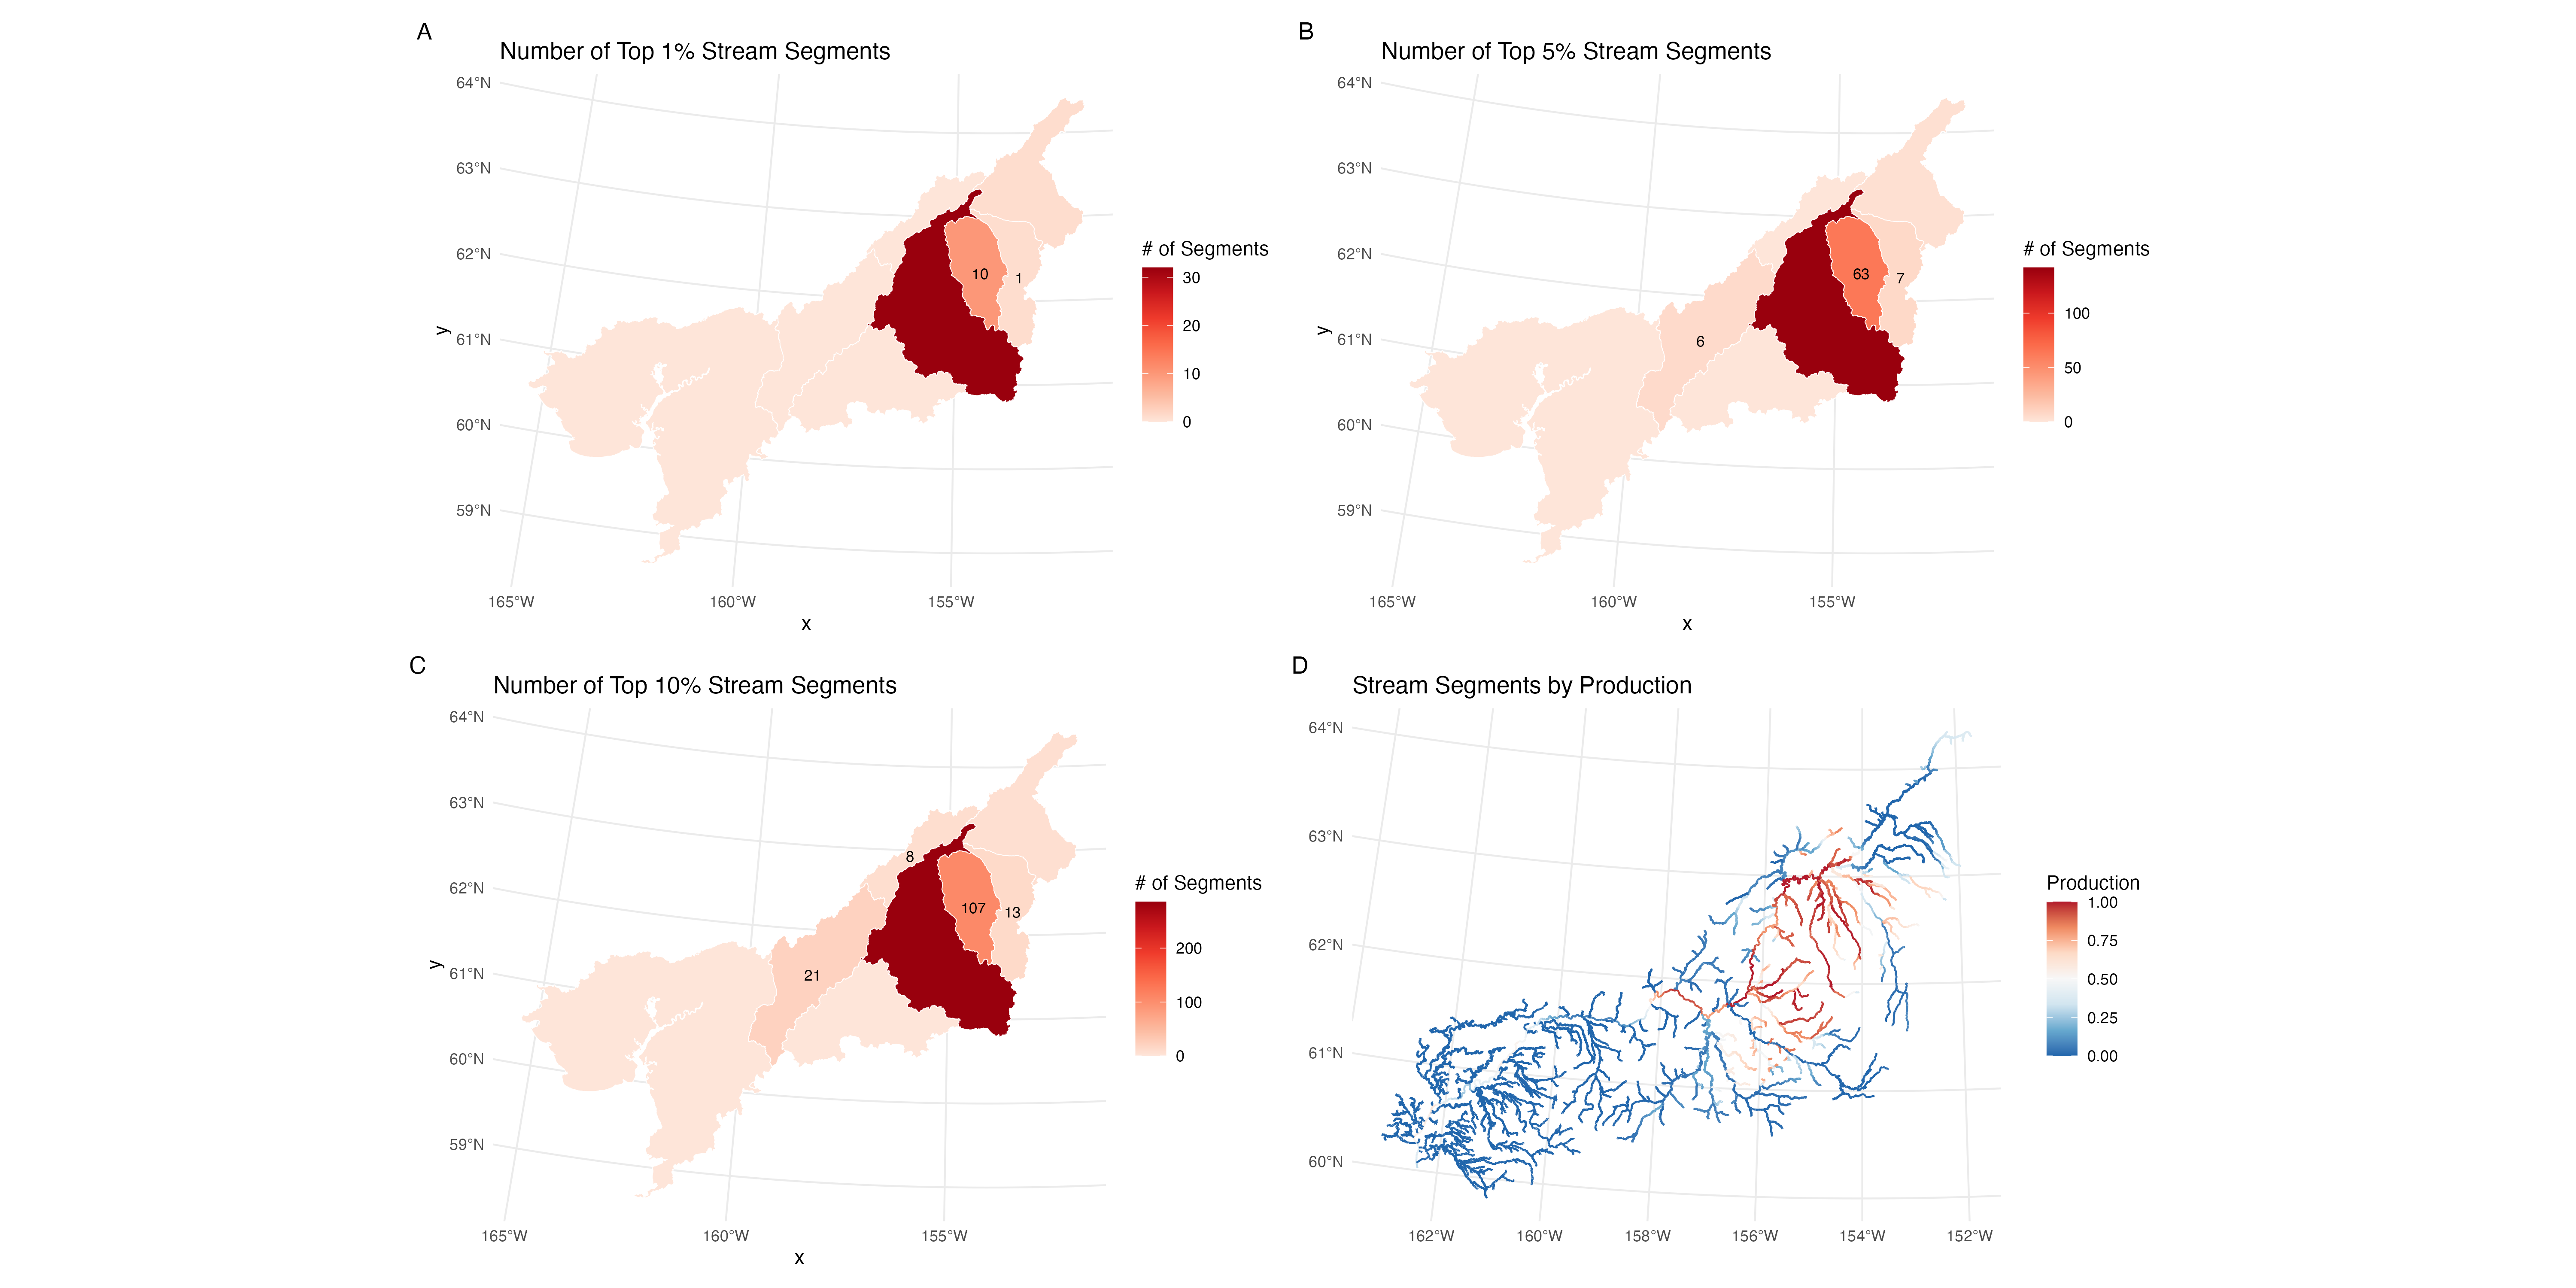 A
Number of Top 1% Stream Segments
64°N
63°N
62°N
61°N
60°N
59°N
y
165°W
160°W
155°W
x
10
1
# of Segments
30
20
10
0
B
Number of Top 5% Stream Segments
64°N
63°N
62°N
61°N
60°N
59°N
y
165°W
160°W
155°W
x
63
7
6
# of Segments
100
50
0
C
Number of Top 10% Stream Segments
64°N
63°N
62°N
61°N
60°N
59°N
y
165°W
160°W
155°W
x
8
107
13
21
# of Segments
200
100
0
D
Stream Segments by Production
64°N
63°N
62°N
61°N
60°N
162°W
160°W
158°W
156°W
154°W
152°W
Production
1.00
0.75
0.50
0.25
0.00